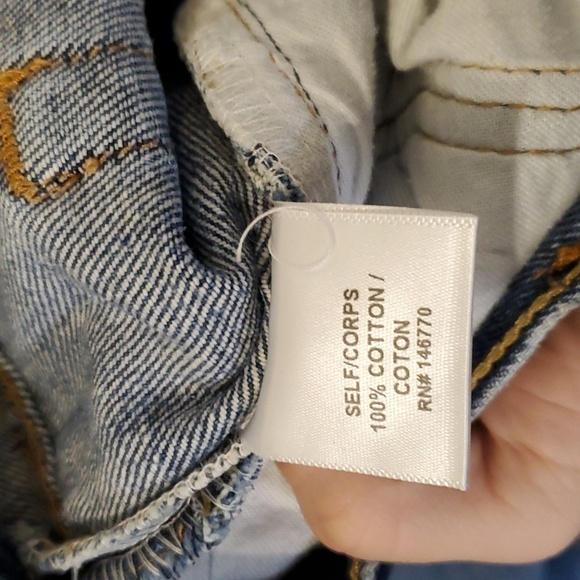 SELF/CORPS
100% COTTON /
COTON
RN# 146770